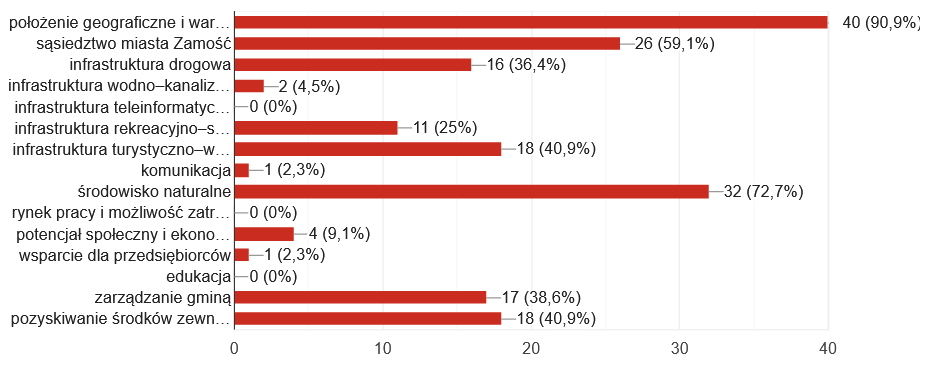 położenie geograficzne i war… 40 (90,9%)
sąsiedztwo miasta Zamość 26 (59,1%)
infrastruktura drogowa 16 (36,4%)
infrastruktura wodno–kanaliz… 2 (4,5%)
infrastruktura teleinformatyc… 0 (0%)
infrastruktura rekreacyjno–s… 11 (25%)
infrastruktura turystyczno–w… 18 (40,9%)
komunikacja 1 (2,3%)
środowisko naturalne 32 (72,7%)
rynek pracy i możliwość zatr… 0 (0%)
potencjał społeczny i ekono… 4 (9,1%)
wsparcie dla przedsiębiorców 1 (2,3%)
edukacja 0 (0%)
zarządzanie gminą 17 (38,6%)
pozyskiwanie środków zewn… 18 (40,9%)
0 10 20 30 40